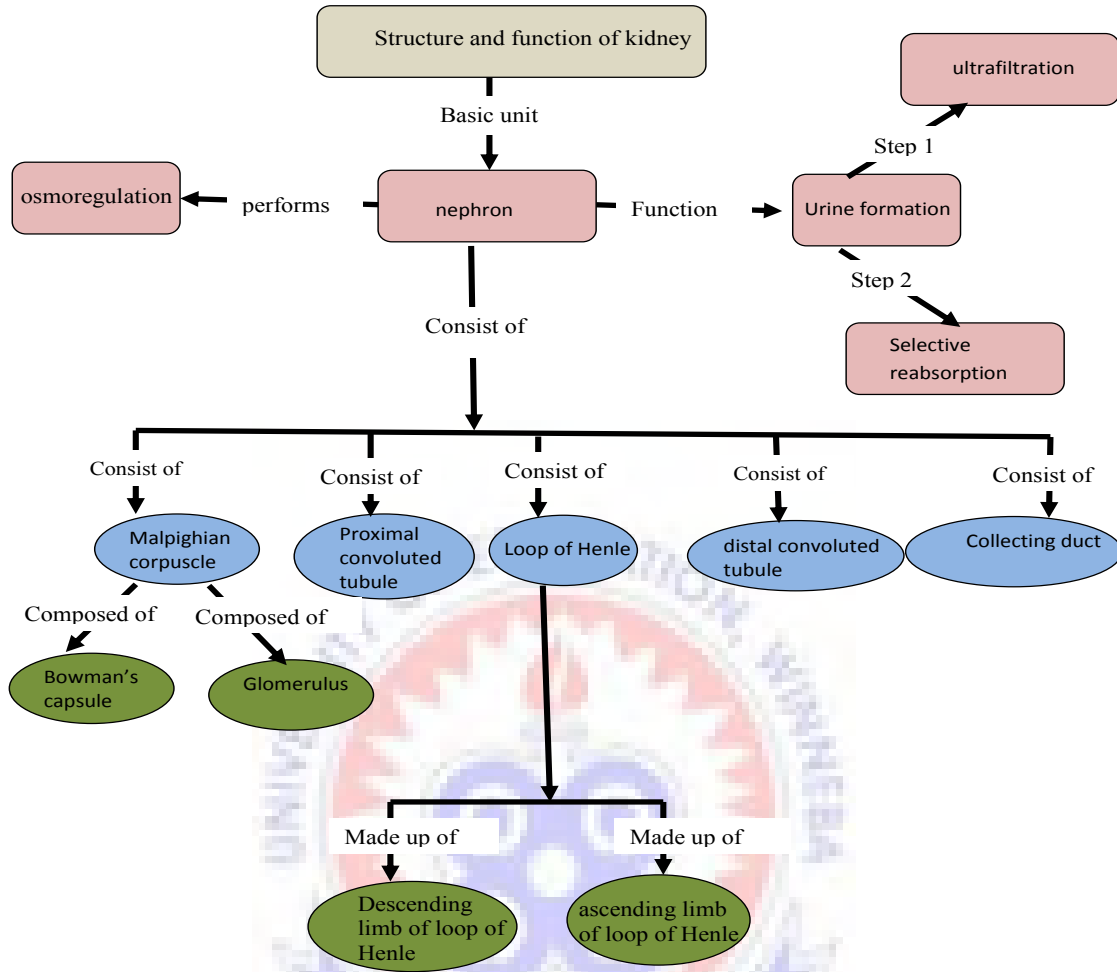 Structure and function of kidney
ultrafiltration
Basic unit
Step 1
osmoregulation
performs
nephron
Function
Urine formation
Step 2
Consist of
Selective
reabsorption
Consist of
Consist of
Consist of
Consist of
Consist of
Malpighian
corpuscle
Proximal
convoluted
tubule
Loop of Henle
distal convoluted
tubule
Collecting duct
Composed of
Composed of
Bowman's
capsule
Glomerulus
Made up of
Made up of
Descending
limb of loop of
Henle
ascending limb
of loop of Henle
UNIVERSITY
WINNEBA